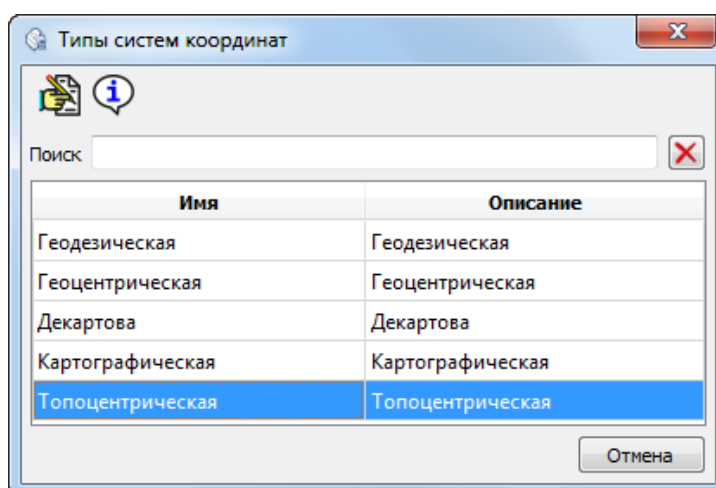 Типы систем координат
Поиск
Имя Описание
Геодезическая Геодезическая
Геоцентрическая Геоцентрическая
Декартова Декартова
Картографическая Картографическая
Топоцентрическая Топоцентрическая
Отмена